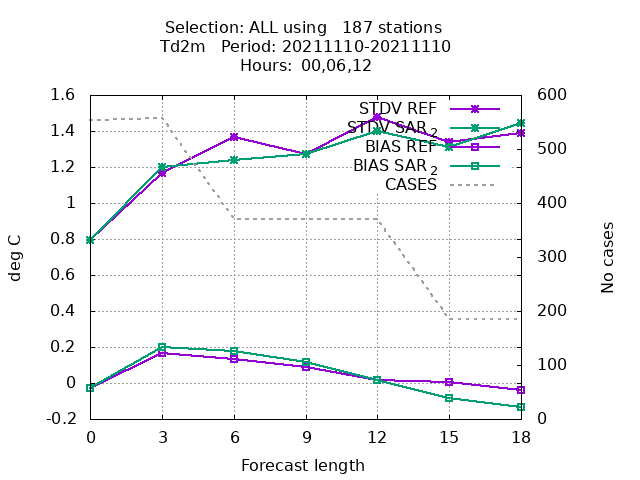 Selection: ALL using   187 stations
Td2m   Period: 20211110-20211110
Hours:  00,06,12
1.6
1.4
1.2
1
0.8
0.6
0.4
0.2
0
-0.2
deg C
600
500
400
300
200
100
0
No cases
STDV REF
STDV SAR 2
BIAS REF
BIAS SAR 2
CASES
0 3 6 9 12 15 18
Forecast length